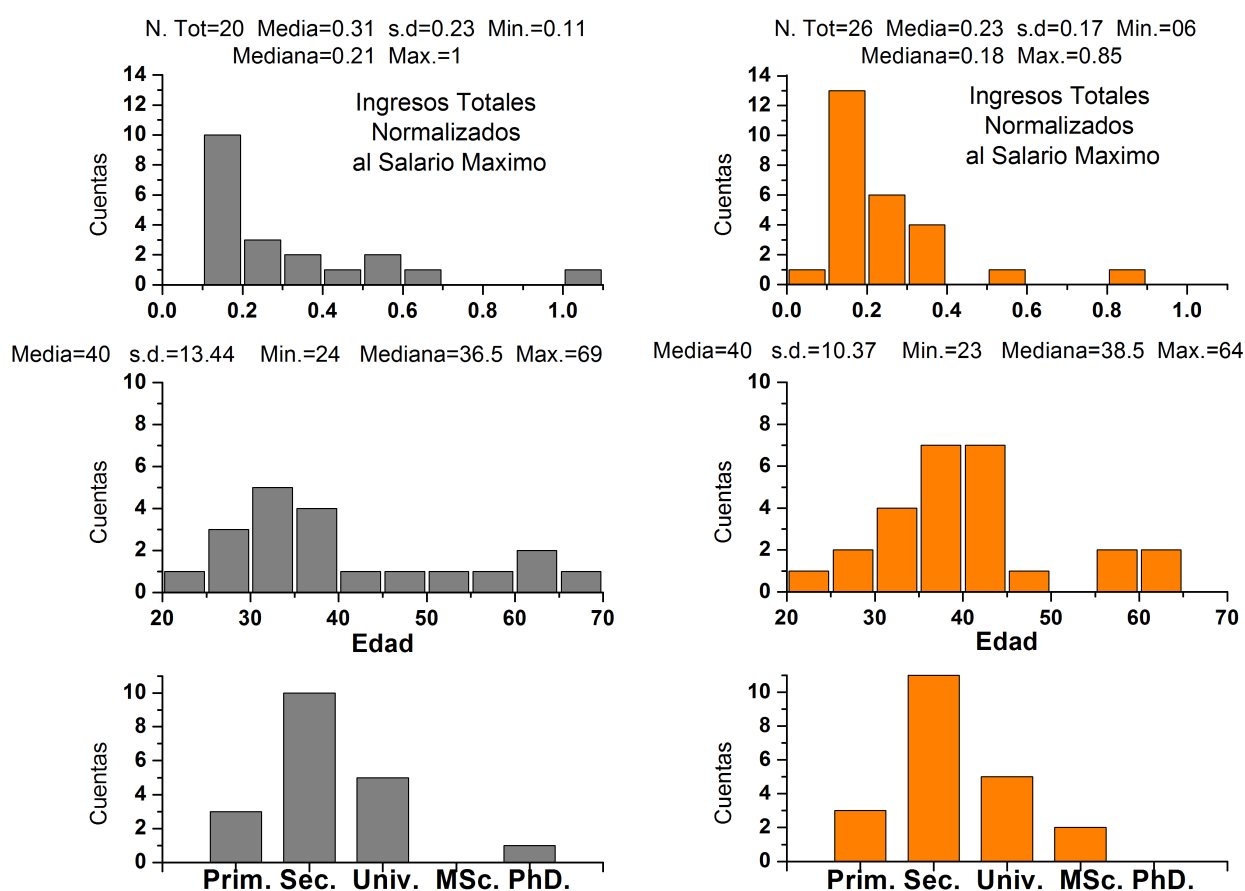 N. Tot=20 Media=0.31 s.d=0.23 Min.=0.11
Mediana=0.21 Max.=1
14
12
10
8
6
4
2
0
Cuentas
Ingresos Totales
Normalizados
al Salario Maximo
0.0 0.2 0.4 0.6 0.8 1.0
N. Tot=26 Media=0.23 s.d=0.17 Min.=06
Mediana=0.18 Max.=0.85
14
12
10
8
6
4
2
0
Cuentas
Ingresos Totales
Normalizados
al Salario Maximo
0.0 0.2 0.4 0.6 0.8 1.0
Media=40 s.d.=13.44 Min.=24 Mediana=36.5 Max.=69
10
8
6
4
2
0
Cuentas
20 30 40 50 60 70
Edad
Media=40 s.d.=10.37 Min.=23 Mediana=38.5 Max.=64
10
8
6
4
2
0
Cuentas
20 30 40 50 60 70
Edad
10
8
6
4
2
0
Cuentas
Prim. Sec. Univ. MSc. PhD.
10
8
6
4
2
0
Cuentas
Prim. Sec. Univ. MSc. PhD.